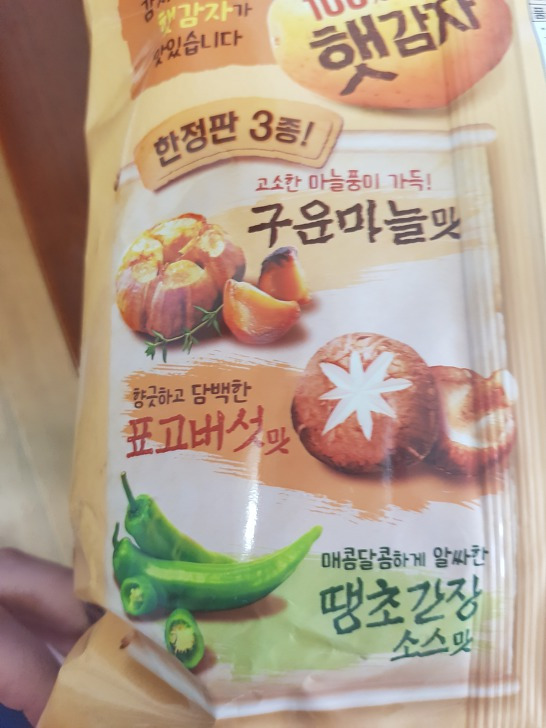 햇감자가
맛있습니다
100%
햇감자
한정판 3종!
고소한 마늘풍미 가득!
구운마늘맛
향긋하고 담백한
표고버섯맛
매콤달콤하게 알싸한
땡초간장
소스맛